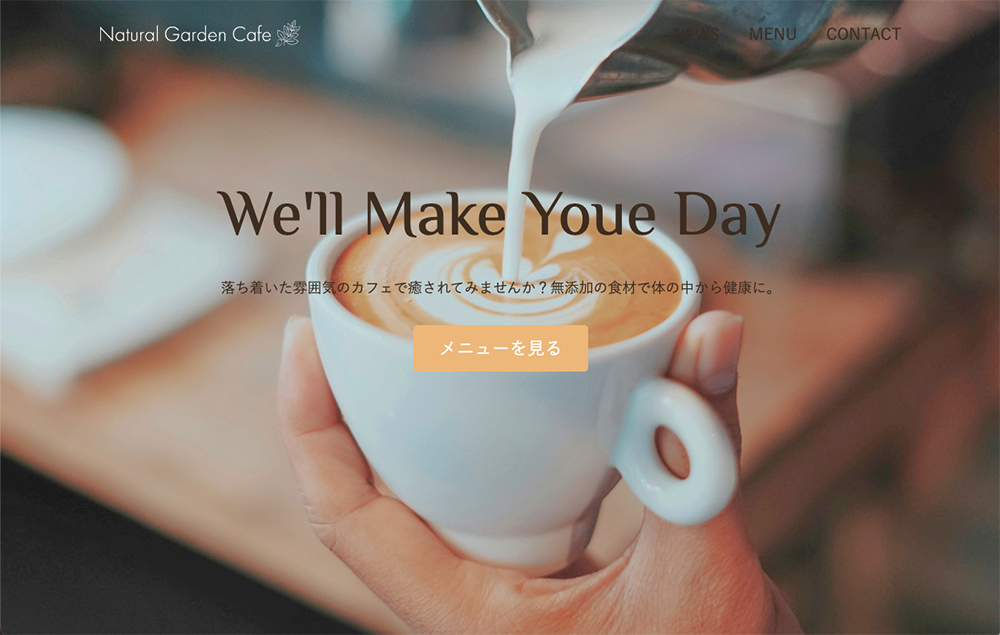 Natural Garden Cafe
NEWS MENU CONTACT
We'll Make Youe Day
落ち着いた雰囲気のカフェで癒されてみませんか？無添加の食材で体の中から健康に。
メニューを見る